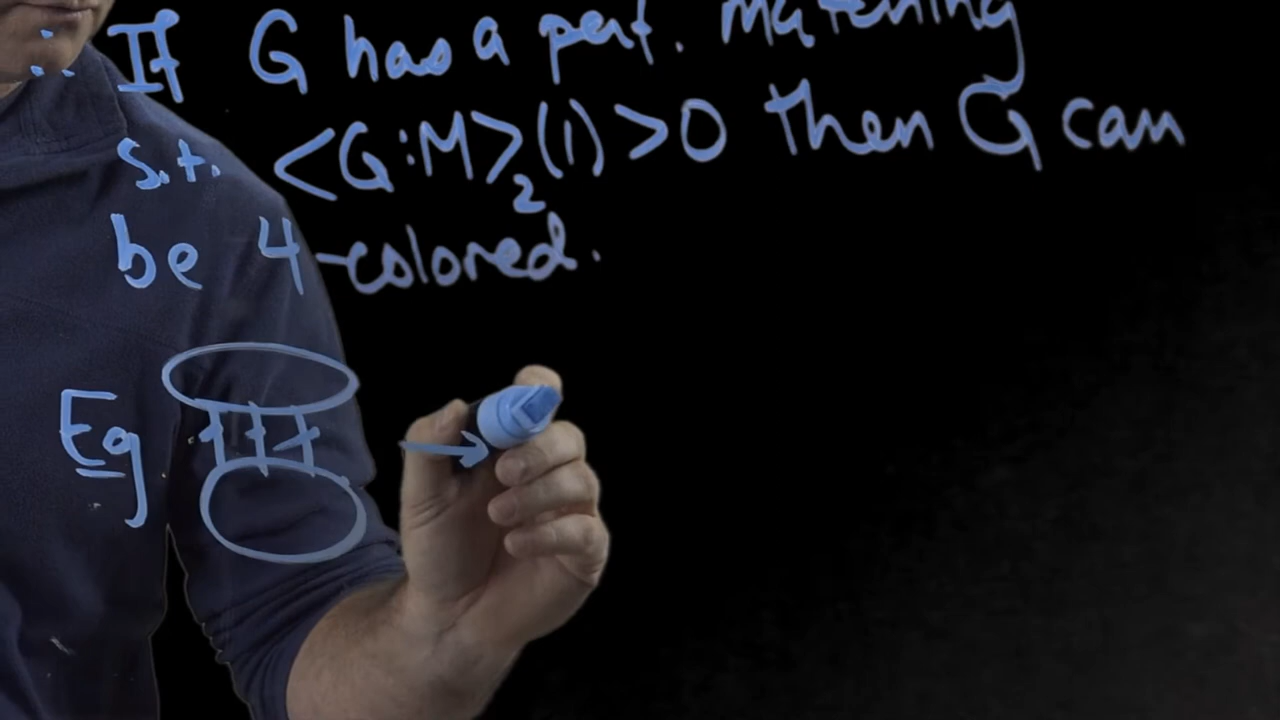 ∴ If G has a perf. matching
s.t. <G:M>₂(1) > 0 then G can
be 4-colored.
Eg